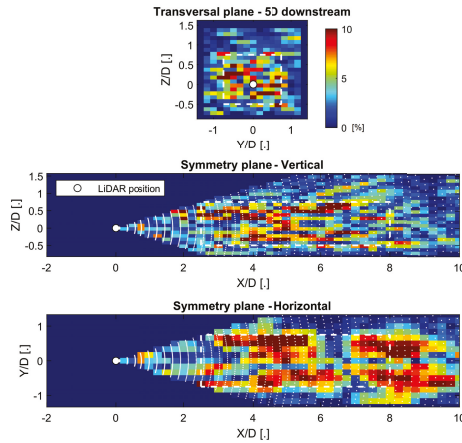 Transversal plane - 5D downstream
10
5
0 [%]
Z/D [.]
1.5
1
0.5
0
-0.5
-1 0 1
Y/D [.]
Symmetry plane - Vertical
LiDAR position
Z/D [.]
1.5
1
0.5
0
-0.5
-2 0 2 4 6 8 10
X/D [.]
Symmetry plane - Horizontal
Y/D [.]
1
0
-1
-2 0 2 4 6 8 10
X/D [.]